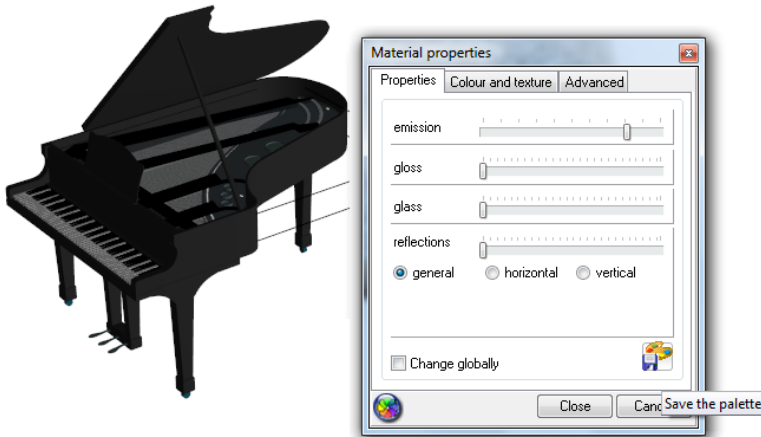 Material properties
Properties Colour and texture Advanced
emission
gloss
glass
reflections
general horizontal vertical
Change globally
Close Canc
Save the palette